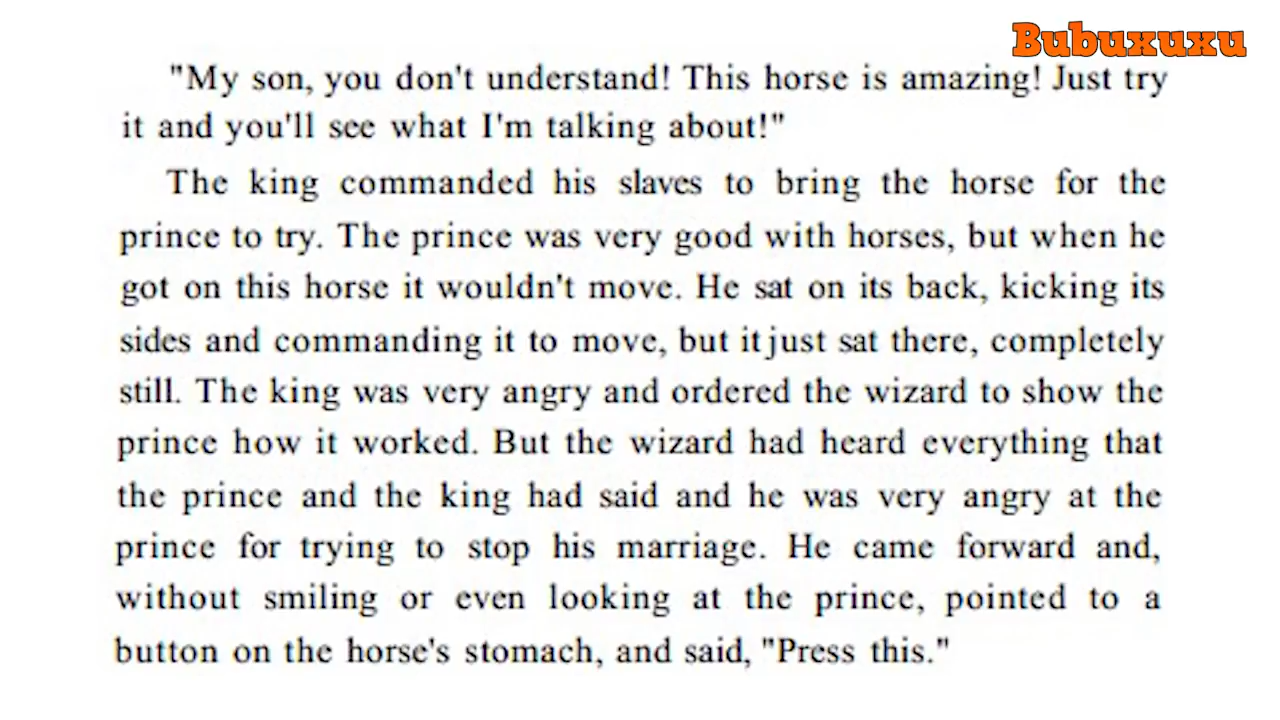 Bubuxuxu
"My son, you don't understand! This horse is amazing! Just try
it and you'll see what I'm talking about!"
The king commanded his slaves to bring the horse for the
prince to try. The prince was very good with horses, but when he
got on this horse it wouldn't move. He sat on its back, kicking its
sides and commanding it to move, but it just sat there, completely
still. The king was very angry and ordered the wizard to show the
prince how it worked. But the wizard had heard everything that
the prince and the king had said and he was very angry at the
prince for trying to stop his marriage. He came forward and,
without smiling or even looking at the prince, pointed to a
button on the horse's stomach, and said, "Press this."